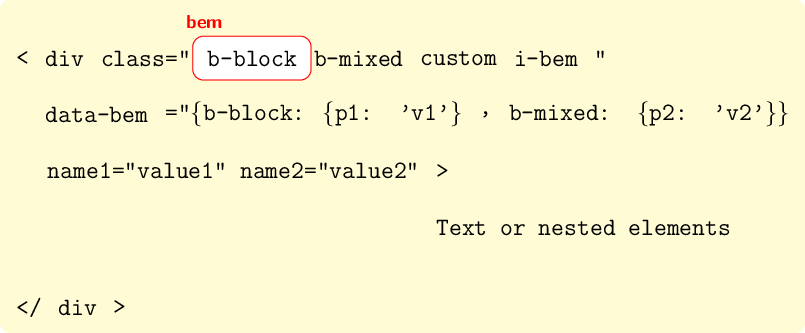 bem
< div class="b-block b-mixed custom i-bem "
data-bem ="{b-block: {p1: ’v1’} , b-mixed: {p2: ’v2’}}
name1="value1" name2="value2" >
Text or nested elements
</ div >